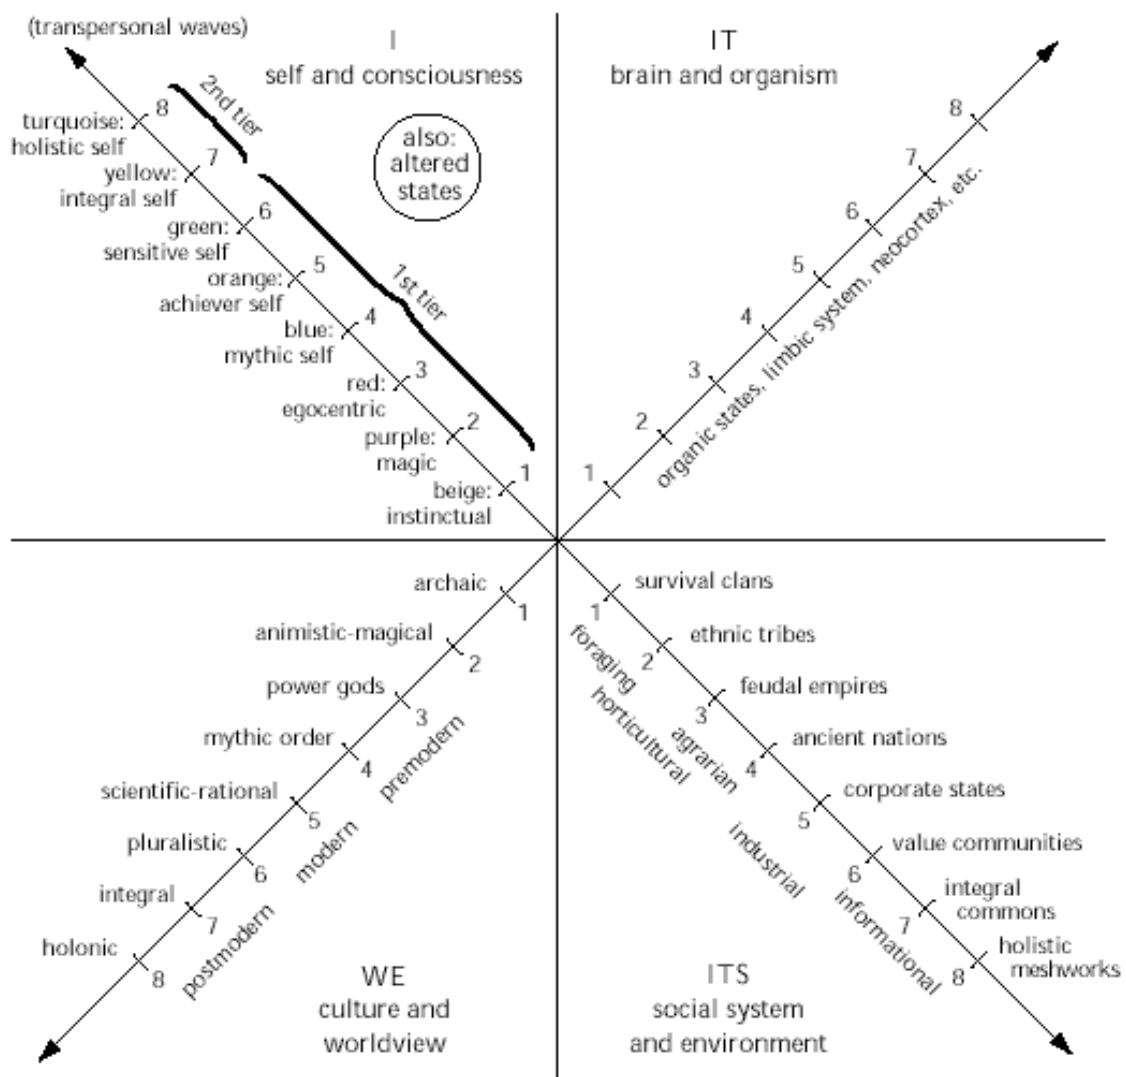 (transpersonal waves)
I
self and consciousness
also:
altered
states
2nd tier
1st tier
8
turquoise:
holistic self
7
yellow:
integral self
6
green:
sensitive self
5
orange:
achiever self
4
blue:
mythic self
3
red:
egocentric
2
purple:
magic
1
beige:
instinctual
IT
brain and organism
8
7
6
5
4
3
2
1
organic states, limbic system, neocortex, etc.
archaic
1
animistic-magical
2
power gods
3
mythic order
4
scientific-rational
5
pluralistic
6
integral
7
holonic
8
premodern
modern
postmodern
WE
culture and
worldview
survival clans
1
ethnic tribes
2
feudal empires
3
ancient nations
4
corporate states
5
value communities
6
integral
commons
7
holistic
meshworks
8
foraging
horticultural
agrarian
industrial
informational
ITS
social system
and environment